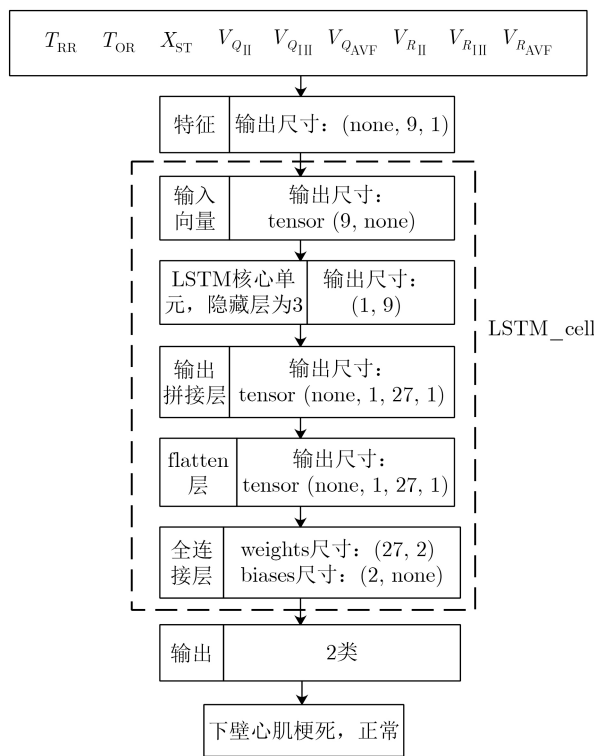 T_RR T_OR X_ST V_Q_II V_Q_III V_Q_AVF V_R_II V_R_III V_R_AVF
特征
输出尺寸：(none, 9, 1)
输入
向量
输出尺寸：
tensor (9, none)
LSTM核心单
元，隐藏层为3
输出尺寸：
(1, 9)
LSTM_cell
输出
拼接层
输出尺寸：
tensor (none, 1, 27, 1)
flatten
层
输出尺寸：
tensor (none, 1, 27, 1)
全连
接层
weights尺寸：(27, 2)
biases尺寸：(2, none)
输出
2类
下壁心肌梗死，正常